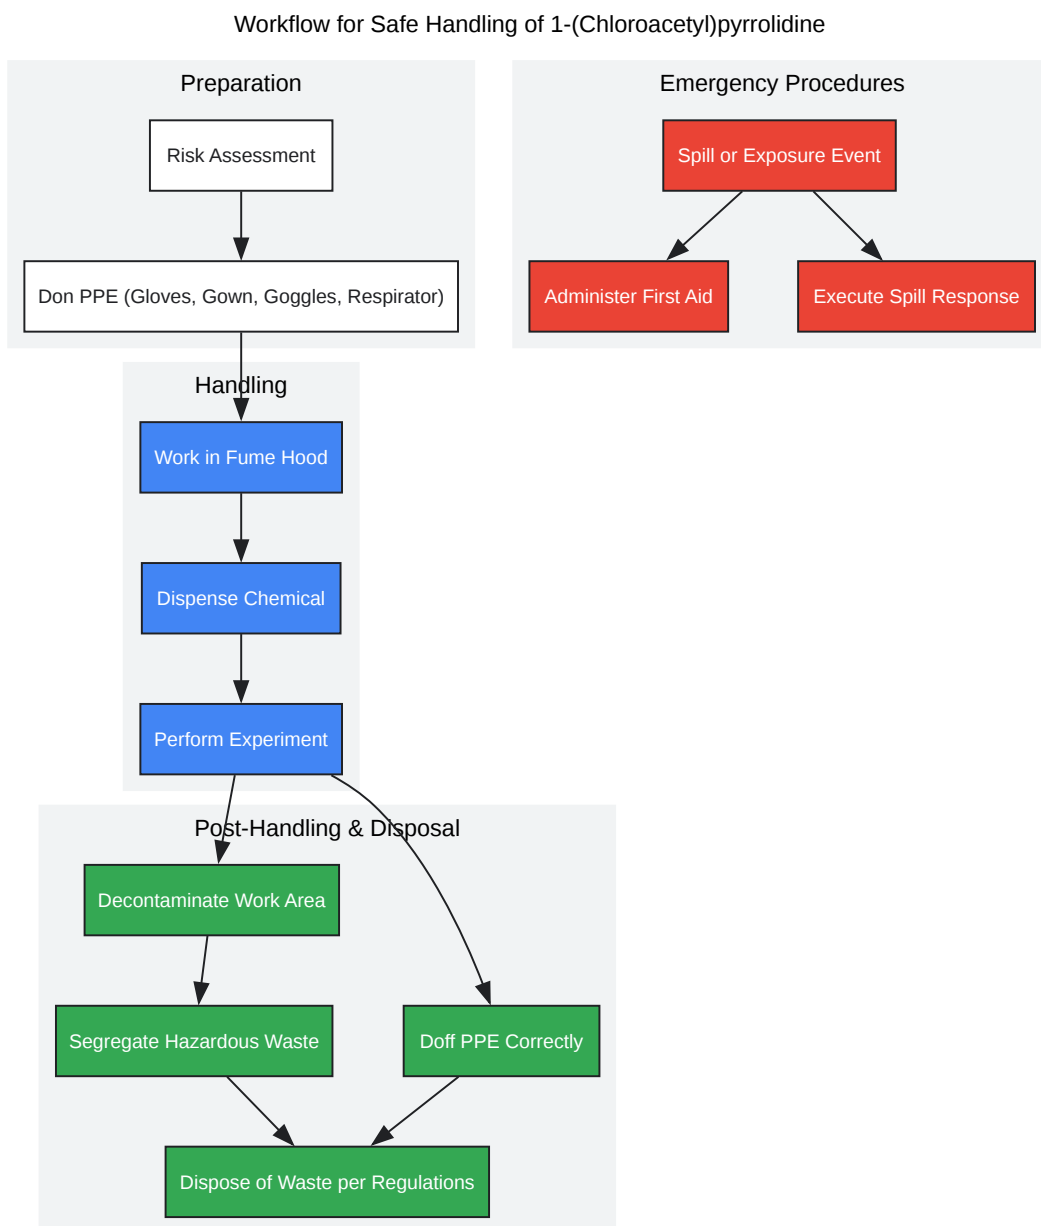 Workflow for Safe Handling of 1-(Chloroacetyl)pyrrolidine
Preparation
Risk Assessment
Don PPE (Gloves, Gown, Goggles, Respirator)
Emergency Procedures
Spill or Exposure Event
Administer First Aid
Execute Spill Response
Handling
Work in Fume Hood
Dispense Chemical
Perform Experiment
Post-Handling & Disposal
Decontaminate Work Area
Segregate Hazardous Waste
Doff PPE Correctly
Dispose of Waste per Regulations